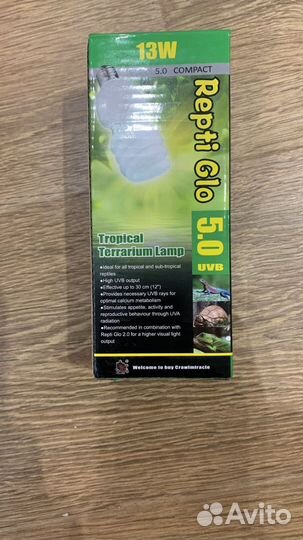 13W
5.0 COMPACT
Repti Glo
5.0
UVB
Tropical
Terrarium Lamp
●Ideal for all tropical and sub-tropical
reptiles
●High UVB output
●Effective up to 30 cm (12")
●Provides necessary UVB rays for
optimal calcium metabolism
●Stimulates appetite, activity and
reproductive behaviour through UVA
radiation
●Recommended in combination with
Repti Glo 2.0 for a higher visual light
output
Welcome to buy Crawlmiracle
Avito